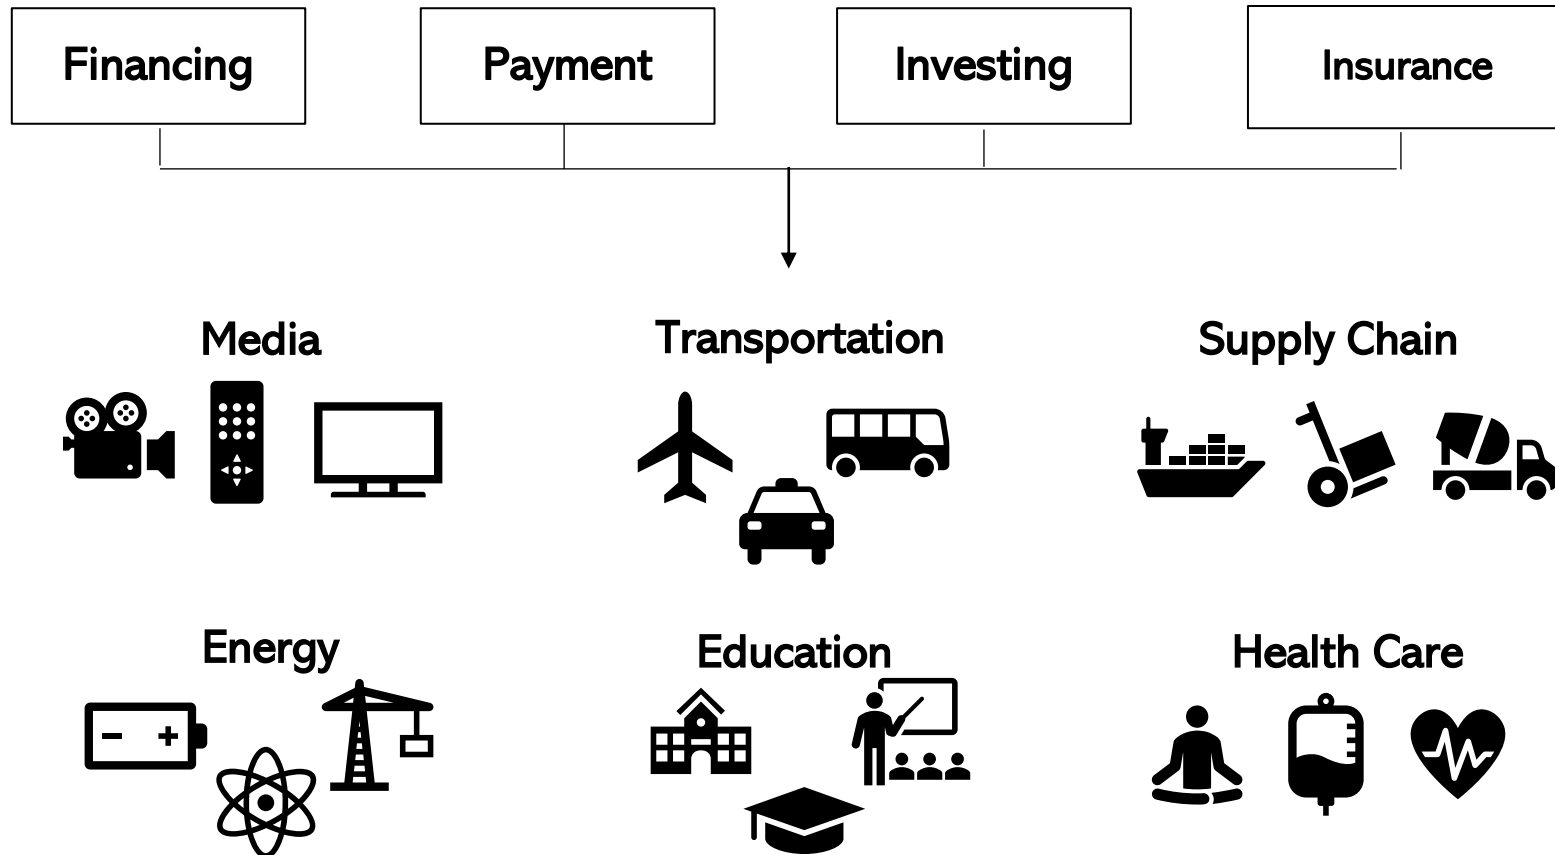 Financing
Payment
Investing
Insurance
Media
Transportation
Supply Chain
Energy
Education
Health Care